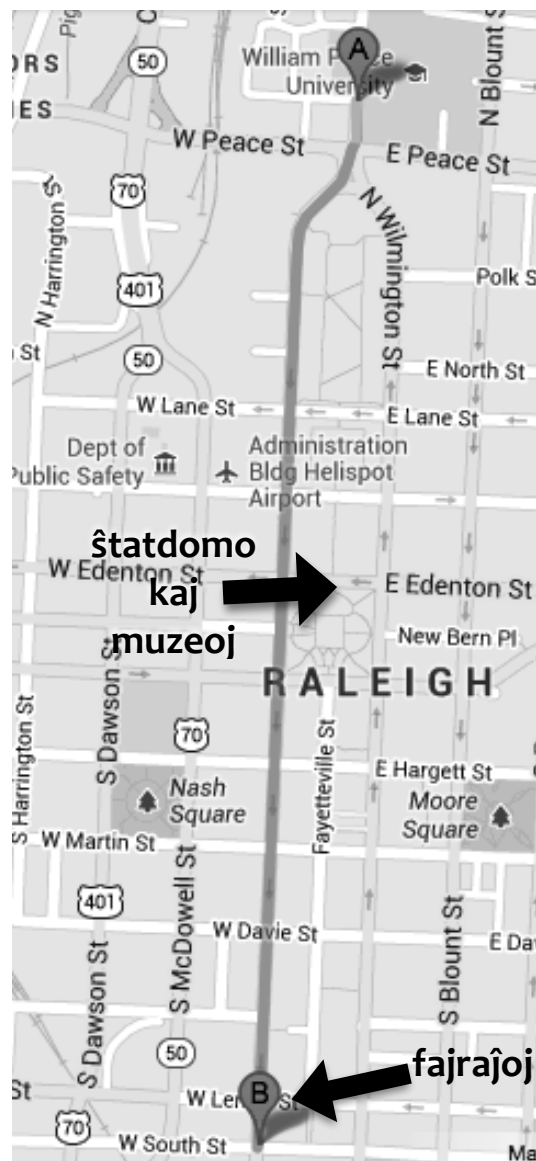 50
William Peace
University
N Blount St
A
ORS
IES
W Peace St
E Peace St
70
N Harrington St
N Wilmington St
Polk S
401
St
50
E North St
W Lane St
E Lane St
Dept of
Public Safety
Administration
Bldg Helispot
Airport
ŝtatdomo
kaj
muzeoj
W Edenton St
E Edenton St
New Bern Pl
RALEIGH
S Dawson St
S Harrington St
70
Fayetteville St
E Hargett St
Nash
Square
Moore
Square
W Martin St
S McDowell St
401
W Davie St
E Dav
S Dawson St
S Blount St
50
fajraĵoj
B
St
70
W South St
Ma